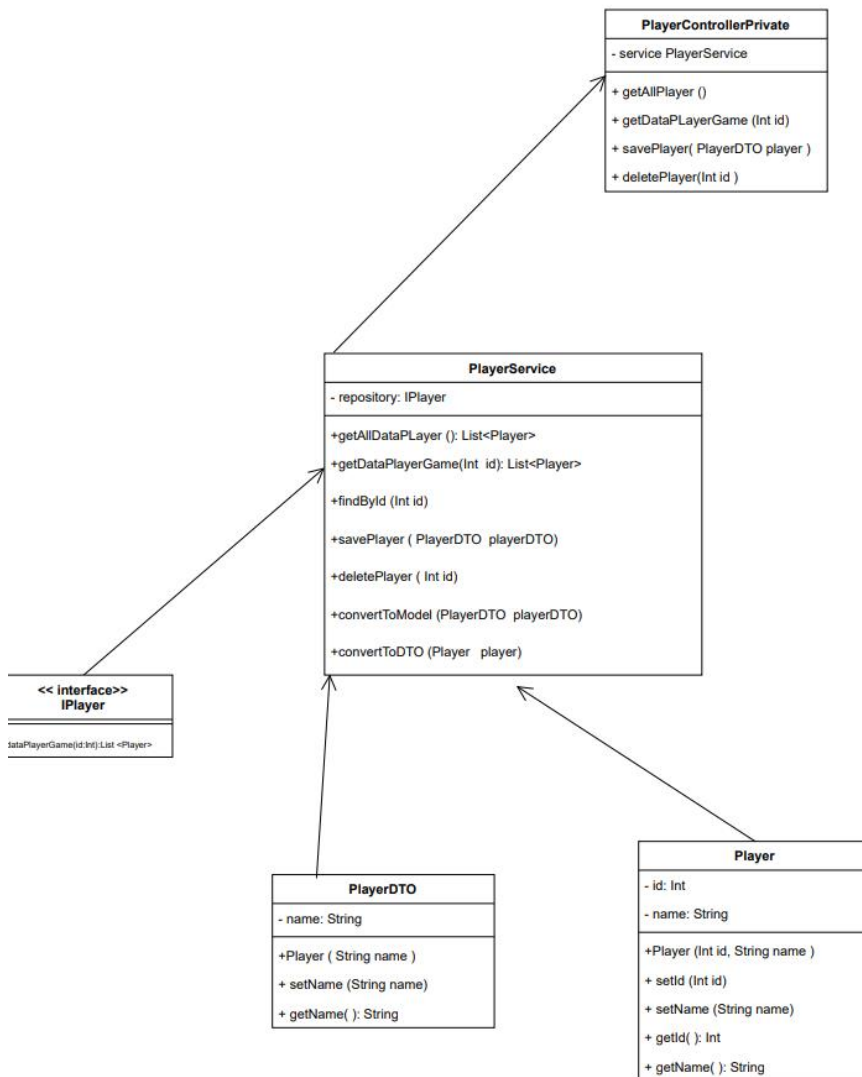 PlayerControllerPrivate
- service PlayerService
+ getAllPlayer ()
+ getDataPLayerGame (Int id)
+ savePlayer( PlayerDTO player )
+ deletePlayer(Int id )
PlayerService
- repository: IPlayer
+getAllDataPLayer (): List<Player>
+getDataPlayerGame(Int id): List<Player>
+findById (Int id)
+savePlayer ( PlayerDTO playerDTO)
+deletePlayer ( Int id)
+convertToModel (PlayerDTO playerDTO)
+convertToDTO (Player player)
<< interface>>
IPlayer
dataPlayerGame(id:Int):List <Player>
PlayerDTO
- name: String
+Player ( String name )
+ setName (String name)
+ getName( ): String
Player
- id: Int
- name: String
+Player (Int id, String name )
+ setId (Int id)
+ setName (String name)
+ getId( ): Int
+ getName( ): String